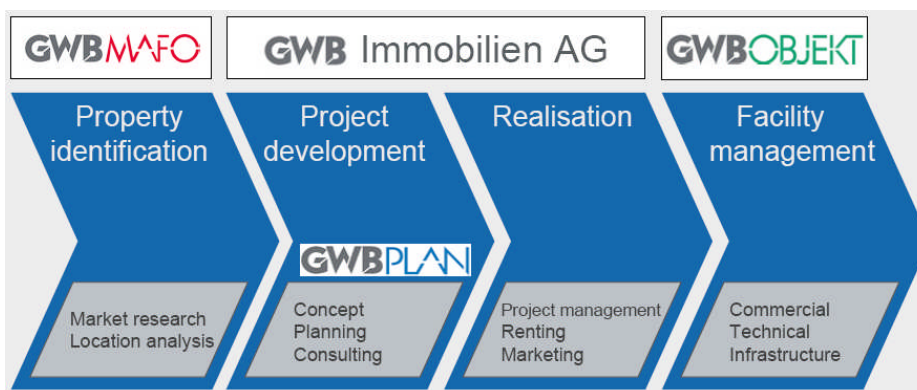 GWBMAFO
GWB Immobilien AG
GWBOBJEKT
Property
identification
Project
development
Realisation
Facility
management
GWBPLAN
Market research
Location analysis
Concept
Planning
Consulting
Project management
Renting
Marketing
Commercial
Technical
Infrastructure